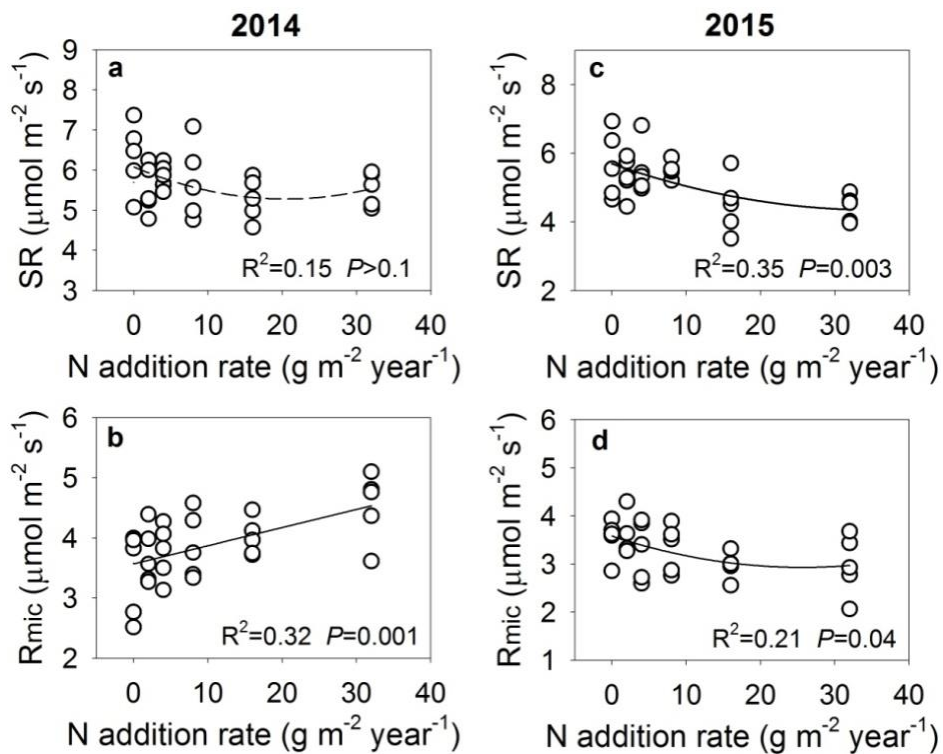 2014
2015
a
9
8
7
6
5
4
3
SR (μmol m⁻² s⁻¹)
R²=0.15 P>0.1
0 10 20 30 40
N addition rate (g m⁻² year⁻¹)
c
8
6
4
2
SR (μmol m⁻² s⁻¹)
R²=0.35 P=0.003
0 10 20 30 40
N addition rate (g m⁻² year⁻¹)
b
6
5
4
3
2
Rmic (μmol m⁻² s⁻¹)
R²=0.32 P=0.001
0 10 20 30 40
N addition rate (g m⁻² year⁻¹)
d
6
5
4
3
2
1
Rmic (μmol m⁻² s⁻¹)
R²=0.21 P=0.04
0 10 20 30 40
N addition rate (g m⁻² year⁻¹)